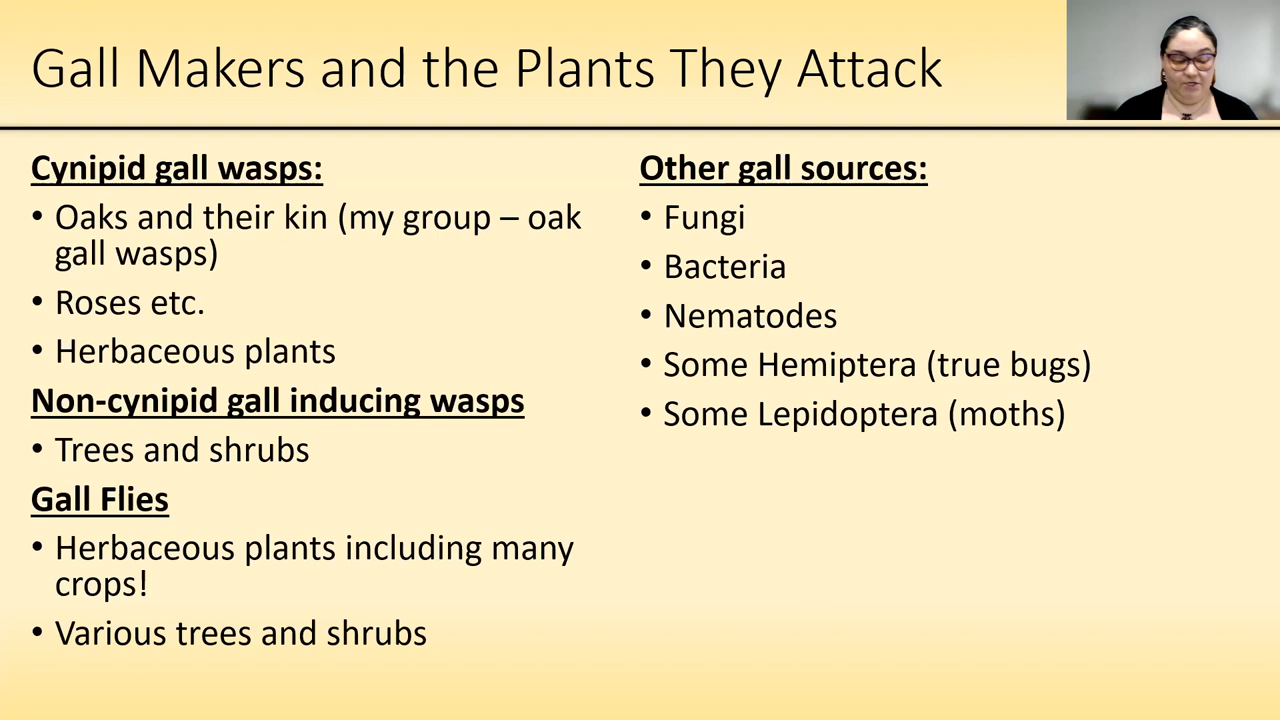 Gall Makers and the Plants They Attack
Cynipid gall wasps:
• Oaks and their kin (my group – oak
gall wasps)
• Roses etc.
• Herbaceous plants
Non-cynipid gall inducing wasps
• Trees and shrubs
Gall Flies
• Herbaceous plants including many
crops!
• Various trees and shrubs
Other gall sources:
• Fungi
• Bacteria
• Nematodes
• Some Hemiptera (true bugs)
• Some Lepidoptera (moths)